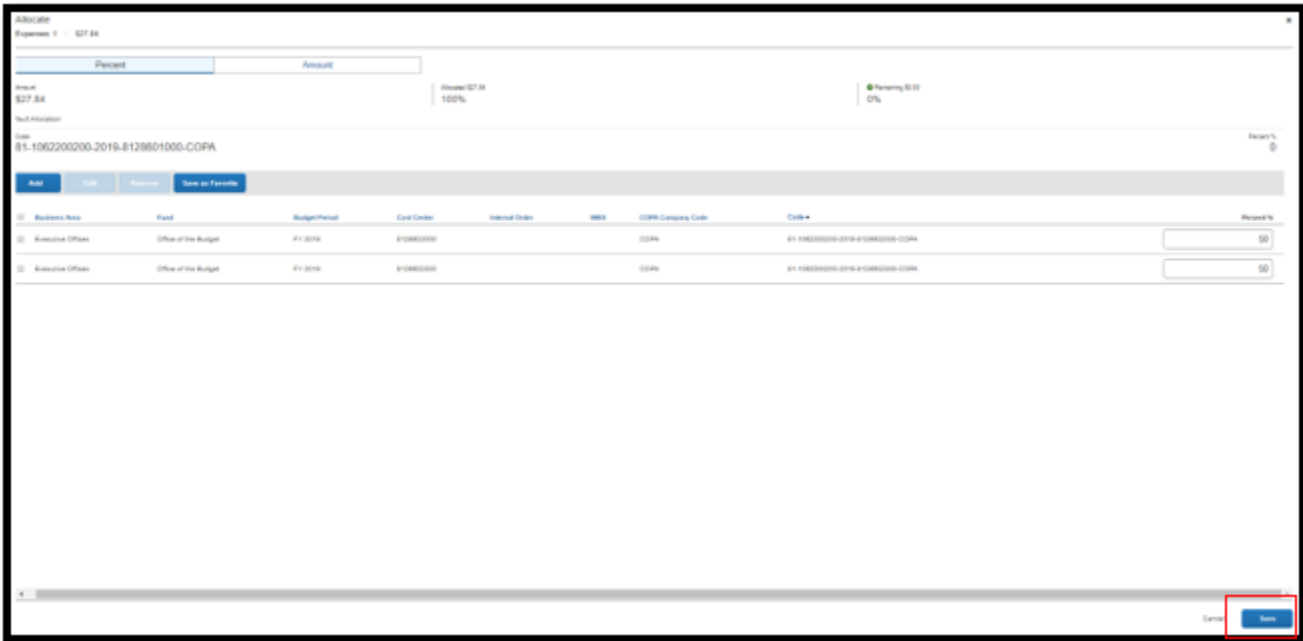 Allocate
Expenses: 1 | $27.84
Percent Amount
Amount Allocated $27.84 Remaining $0.00
$27.84 100% 0%
Code Percent %
81-1062200200-2019-8128601000-COPA 0
Add Edit Remove Save as Favorite
Business Area Fund Budget Period Cost Center Internal Order WBS COPA Company Code Code Percent %
Executive Offices Office of the Budget FY 2019 COPA 50
Executive Offices Office of the Budget FY 2019 COPA 50
Cancel Save